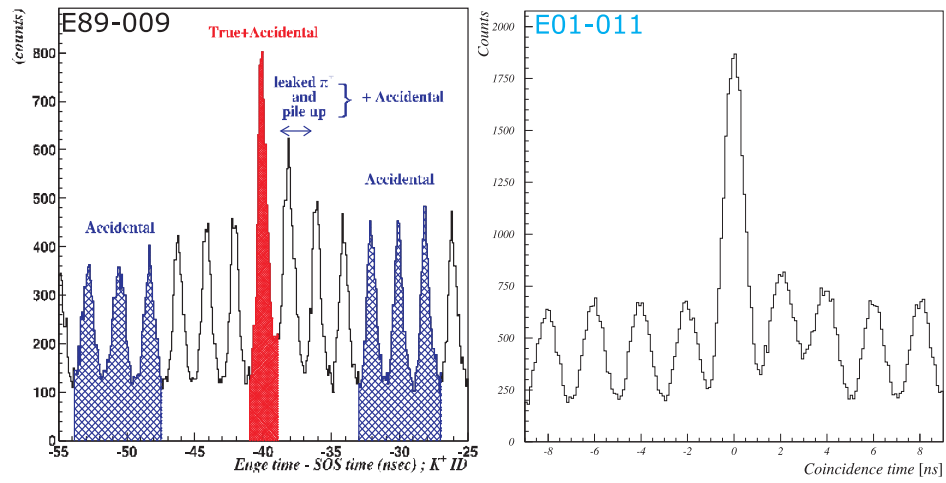 E89-009
(counts)
True+Accidental
leaked π⁺
and
pile up
} + Accidental
Accidental
Accidental
800
700
600
500
400
300
200
100
0
-55
-50
-45
-40
-35
-30
-25
Enge time - SOS time (nsec) ; K⁺ ID
E01-011
Counts
2000
1750
1500
1250
1000
750
500
250
0
-8
-6
-4
-2
0
2
4
6
8
Coincidence time [ns]